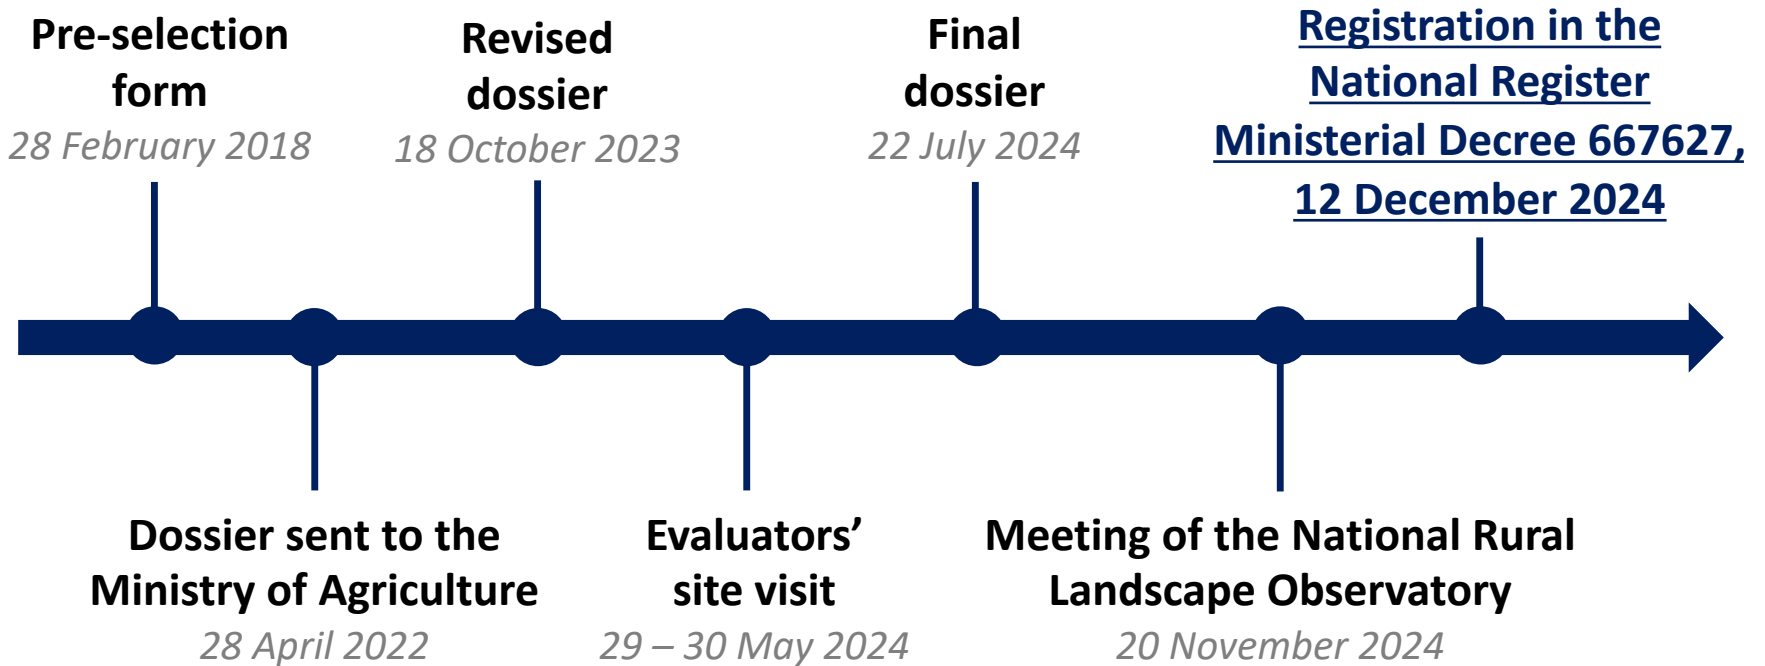 Pre-selection
form
28 February 2018
Revised
dossier
18 October 2023
Final
dossier
22 July 2024
Registration in the
National Register
Ministerial Decree 667627,
12 December 2024
Dossier sent to the
Ministry of Agriculture
28 April 2022
Evaluators’
site visit
29 – 30 May 2024
Meeting of the National Rural
Landscape Observatory
20 November 2024